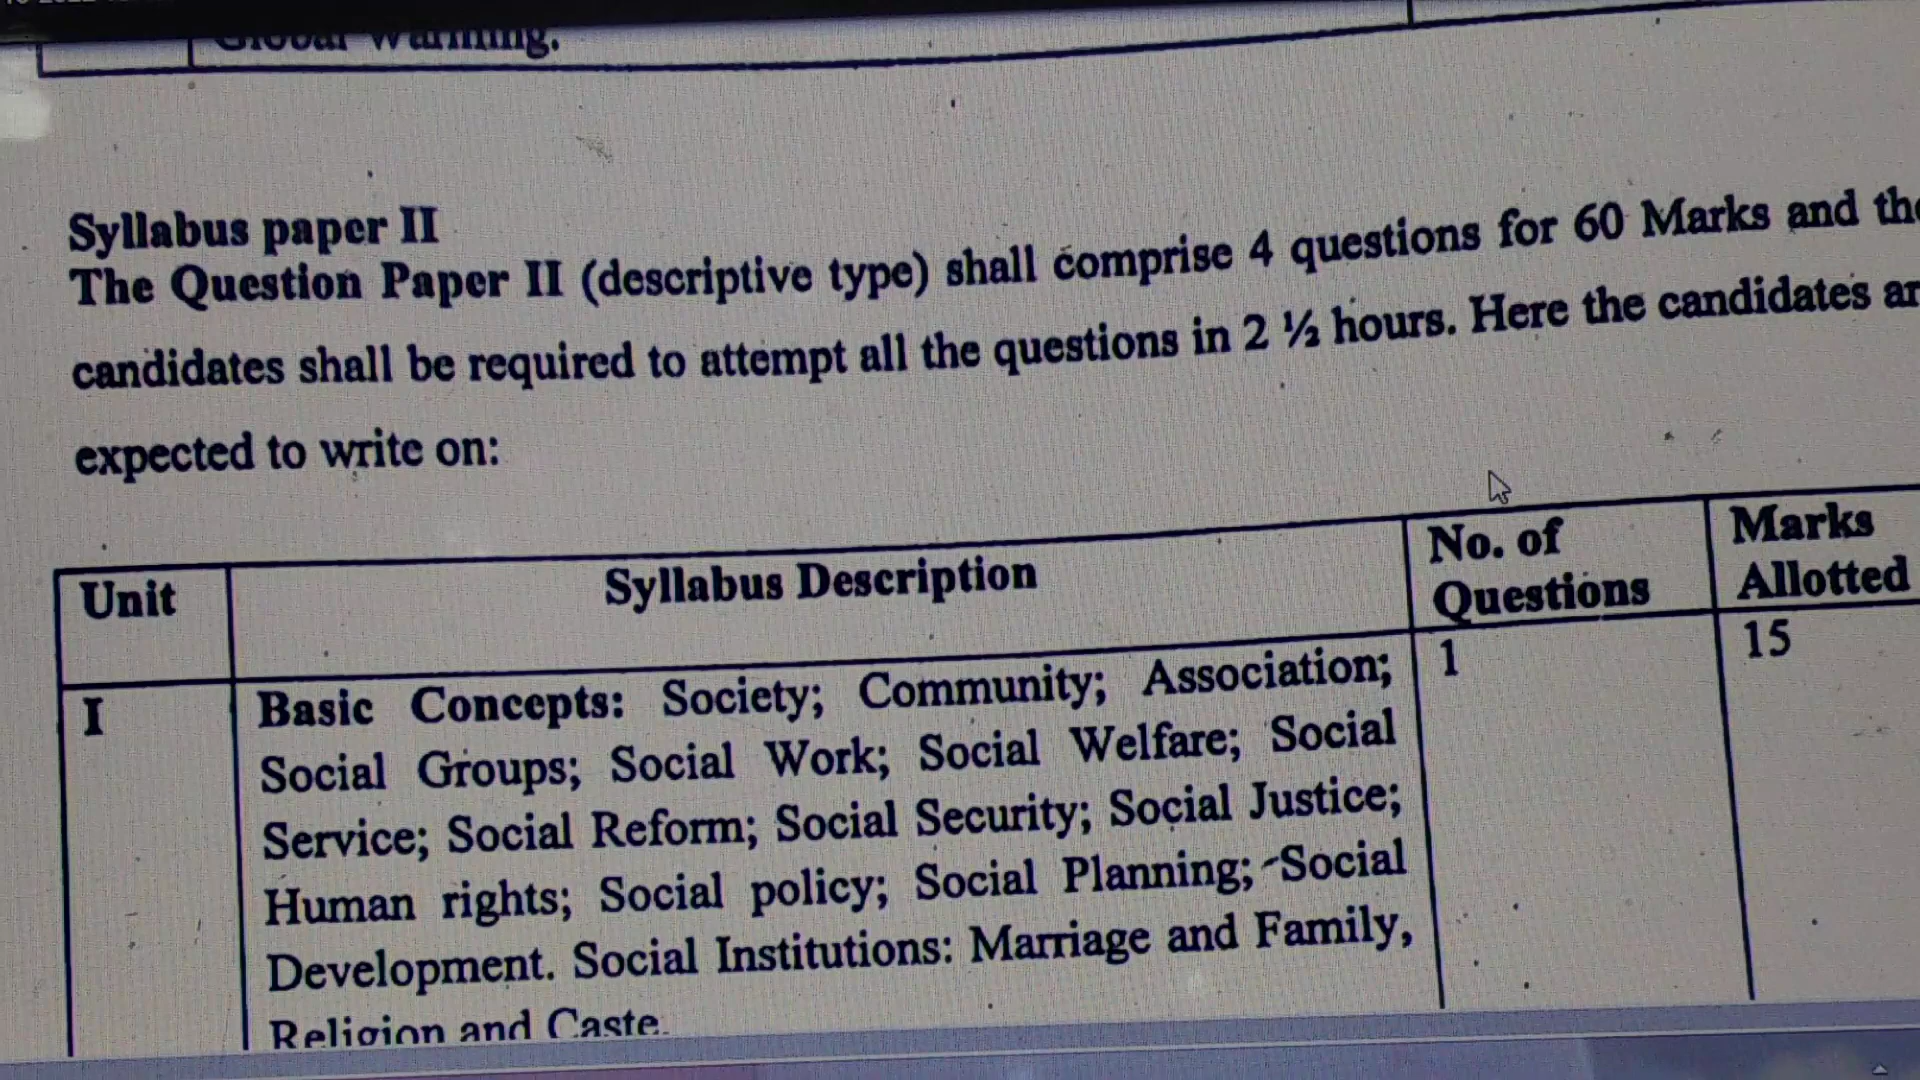 Global Warming.
Syllabus paper II
The Question Paper II (descriptive type) shall comprise 4 questions for 60 Marks and the
candidates shall be required to attempt all the questions in 2 ½ hours. Here the candidates ar
expected to write on:
Unit
Syllabus Description
No. of
Questions
Marks
Allotted
I
Basic Concepts: Society; Community; Association;
Social Groups; Social Work; Social Welfare; Social
Service; Social Reform; Social Security; Social Justice;
Human rights; Social policy; Social Planning; Social
Development. Social Institutions: Marriage and Family,
Religion and Caste.
1
15